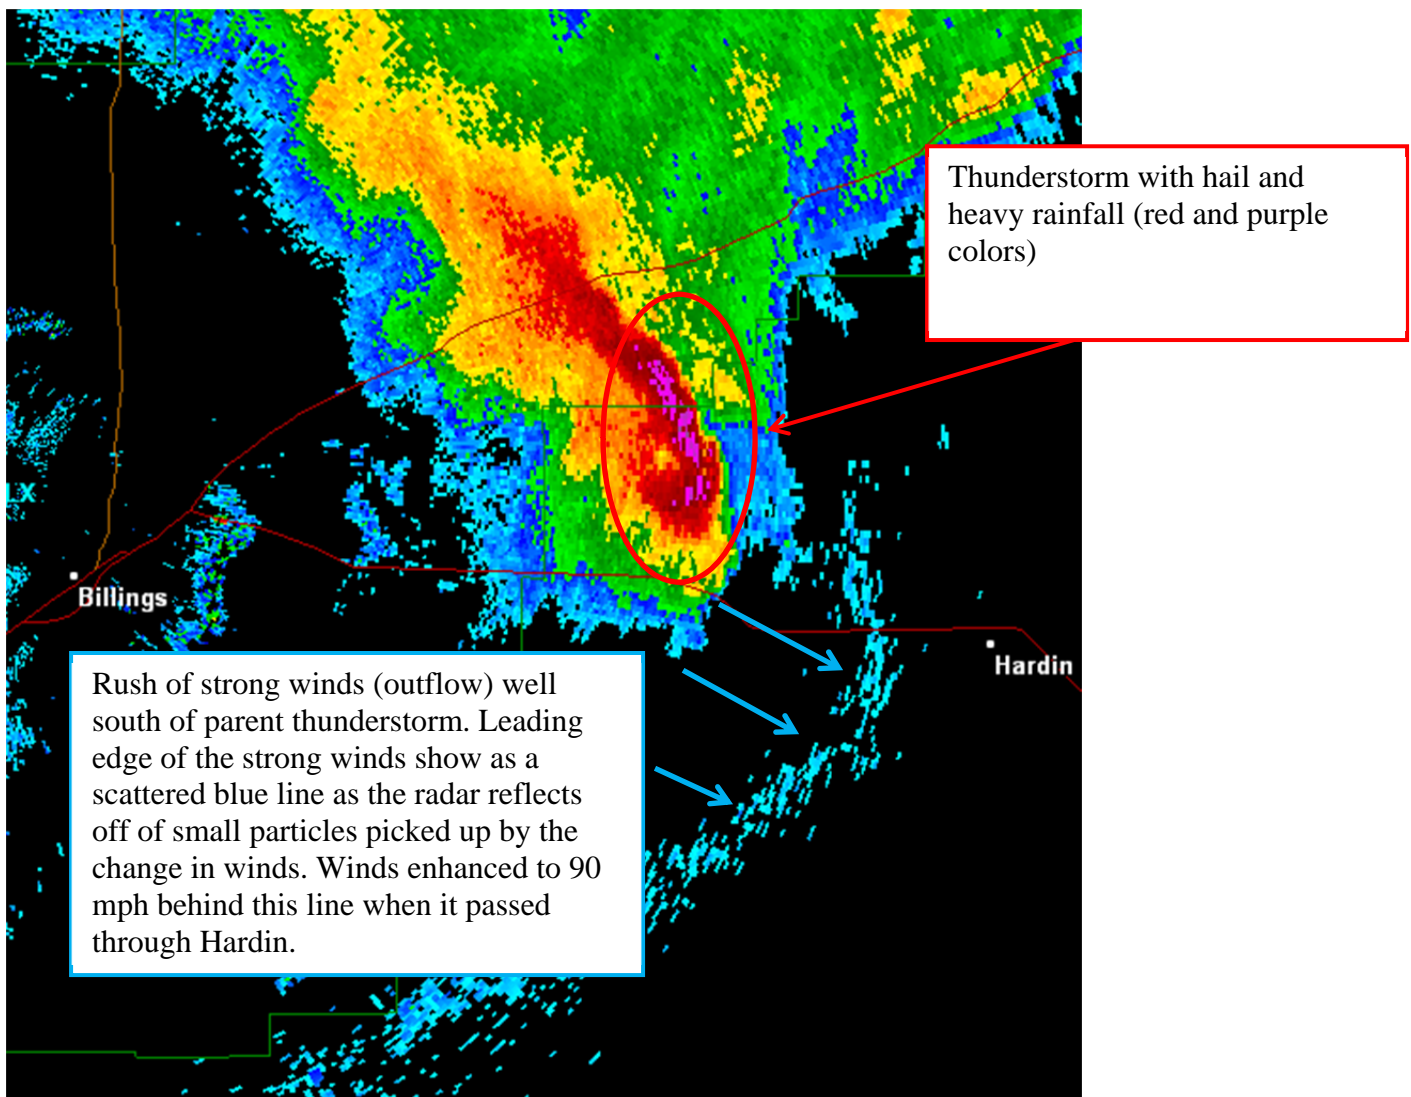 Thunderstorm with hail and
heavy rainfall (red and purple
colors)
LX
Billings
Hardin
Rush of strong winds (outflow) well
south of parent thunderstorm. Leading
edge of the strong winds show as a
scattered blue line as the radar reflects
off of small particles picked up by the
change in winds. Winds enhanced to 90
mph behind this line when it passed
through Hardin.